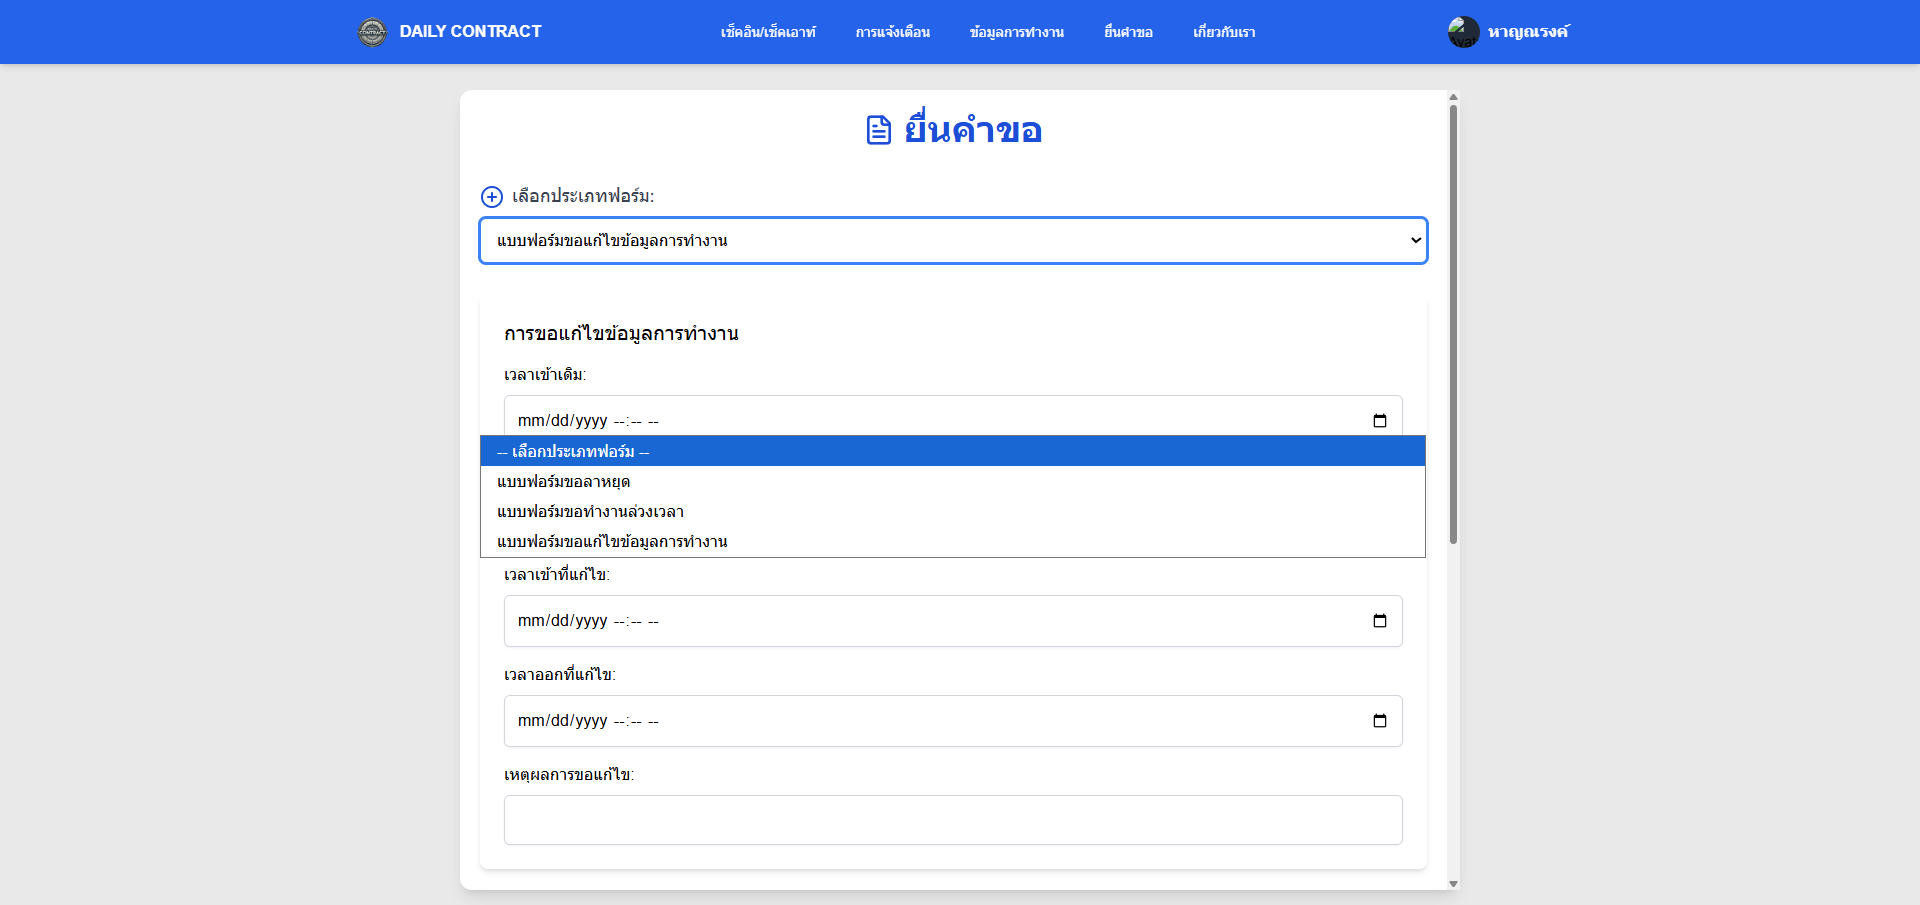 DAILY CONTRACT
เช็คอิน/เช็คเอาท์
การแจ้งเตือน
ข้อมูลการทำงาน
ยื่นคำขอ
เกี่ยวกับเรา
หาญณรงค์
ยื่นคำขอ
เลือกประเภทฟอร์ม:
แบบฟอร์มขอแก้ไขข้อมูลการทำงาน
การขอแก้ไขข้อมูลการทำงาน
เวลาเข้าเดิม:
mm/dd/yyyy --:-- --
-- เลือกประเภทฟอร์ม --
แบบฟอร์มขอลาหยุด
แบบฟอร์มขอทำงานล่วงเวลา
แบบฟอร์มขอแก้ไขข้อมูลการทำงาน
เวลาเข้าที่แก้ไข:
mm/dd/yyyy --:-- --
เวลาออกที่แก้ไข:
mm/dd/yyyy --:-- --
เหตุผลการขอแก้ไข: